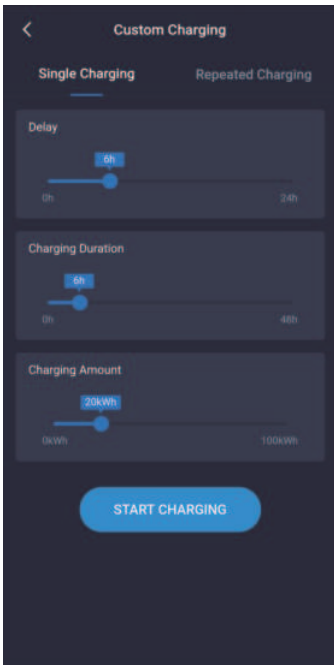 Custom Charging
Single Charging Repeated Charging
Delay
6h
0h 24h
Charging Duration
6h
0h 48h
Charging Amount
20kWh
0kWh 100kWh
START CHARGING